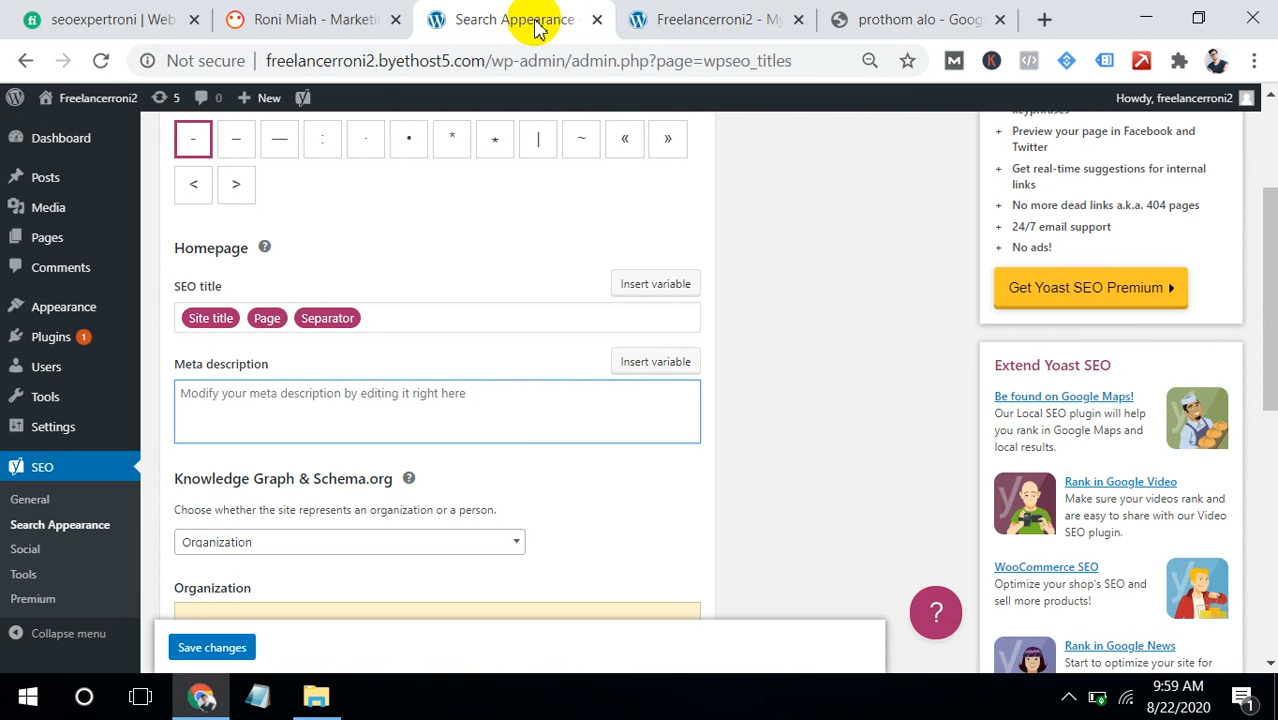 seoexpertroni | Web
Roni Miah - Marketi
Search Appearance
Freelancerroni2 - My
prothom alo - Goog
Not secure
freelancerroni2.byethost5.com/wp-admin/admin.php?page=wpseo_titles
Freelancerroni2
5
0
New
Howdy, freelancerroni2
Dashboard
Posts
Media
Pages
Comments
Appearance
Plugins 1
Users
Tools
Settings
SEO
General
Search Appearance
Social
Tools
Premium
Collapse menu
- – — : · • * ⋆ | ~ « »
< >
Homepage ?
SEO title
Insert variable
Site title Page Separator
Meta description
Insert variable
Modify your meta description by editing it right here
Knowledge Graph & Schema.org ?
Choose whether the site represents an organization or a person.
Organization
Organization
Save changes
keyphrases
+ Preview your page in Facebook and
Twitter
+ Get real-time suggestions for internal
links
+ No more dead links a.k.a. 404 pages
+ 24/7 email support
+ No ads!
Get Yoast SEO Premium
Extend Yoast SEO
Be found on Google Maps!
Our Local SEO plugin will help
you rank in Google Maps and
local results.
Rank in Google Video
Make sure your videos rank and
are easy to share with our Video
SEO plugin.
WooCommerce SEO
Optimize your shop's SEO and
sell more products!
Rank in Google News
Start to optimize your site for
?
9:59 AM
8/22/2020
1